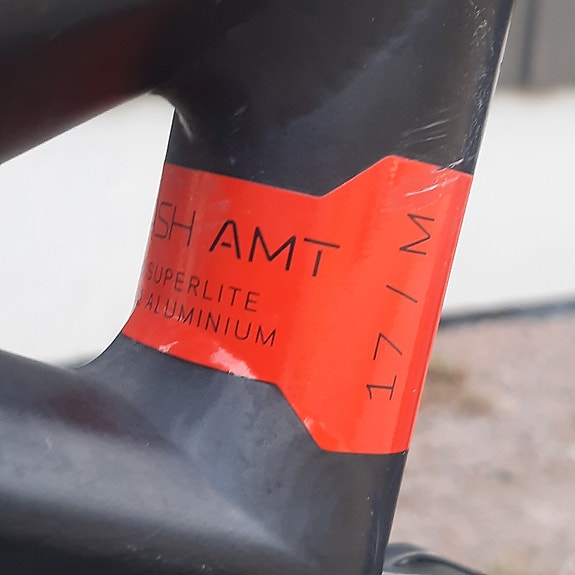 SH AMT
SUPERLITE
ALUMINIUM
17 / M